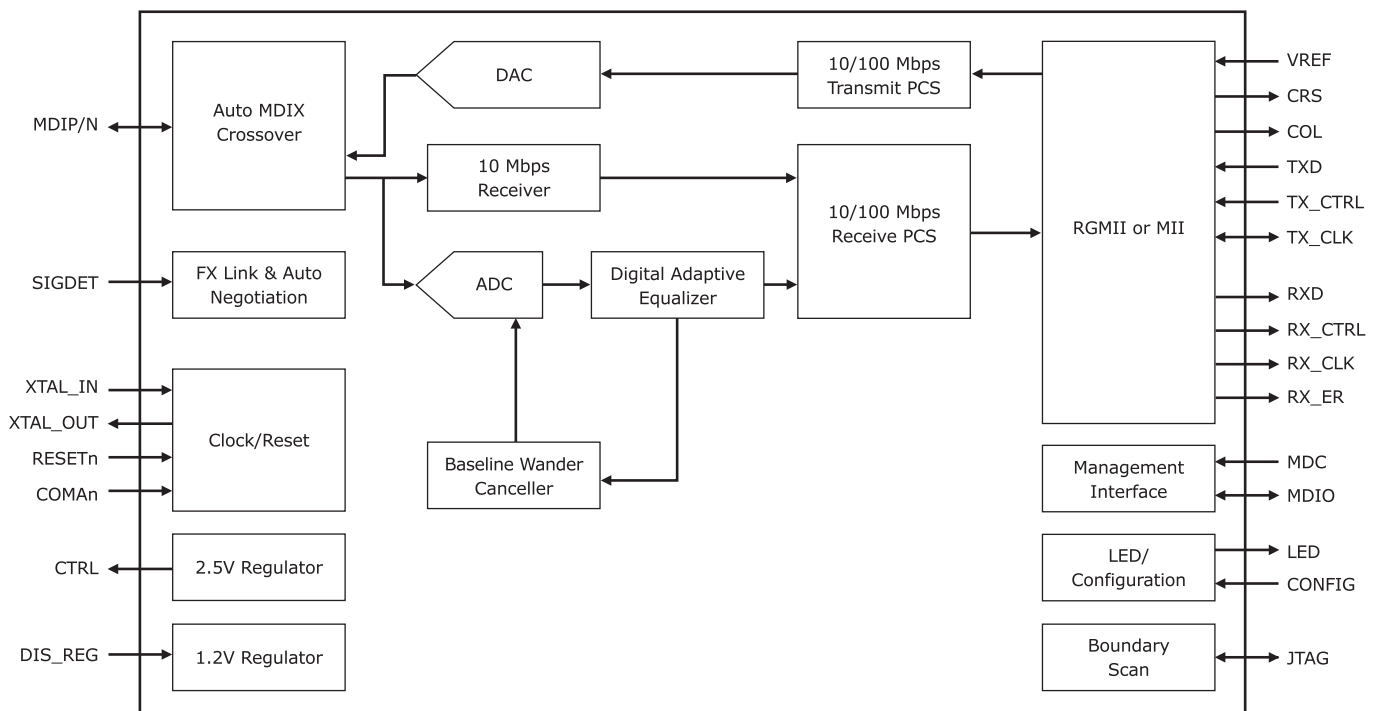 MDIP/N
SIGDET
XTAL_IN
XTAL_OUT
RESETn
COMAn
CTRL
DIS_REG
Auto MDIX
Crossover
FX Link & Auto
Negotiation
Clock/Reset
2.5V Regulator
1.2V Regulator
DAC
10 Mbps
Receiver
ADC
Digital Adaptive
Equalizer
Baseline Wander
Canceller
10/100 Mbps
Transmit PCS
10/100 Mbps
Receive PCS
RGMII or MII
Management
Interface
LED/
Configuration
Boundary
Scan
VREF
CRS
COL
TXD
TX_CTRL
TX_CLK
RXD
RX_CTRL
RX_CLK
RX_ER
MDC
MDIO
LED
CONFIG
JTAG